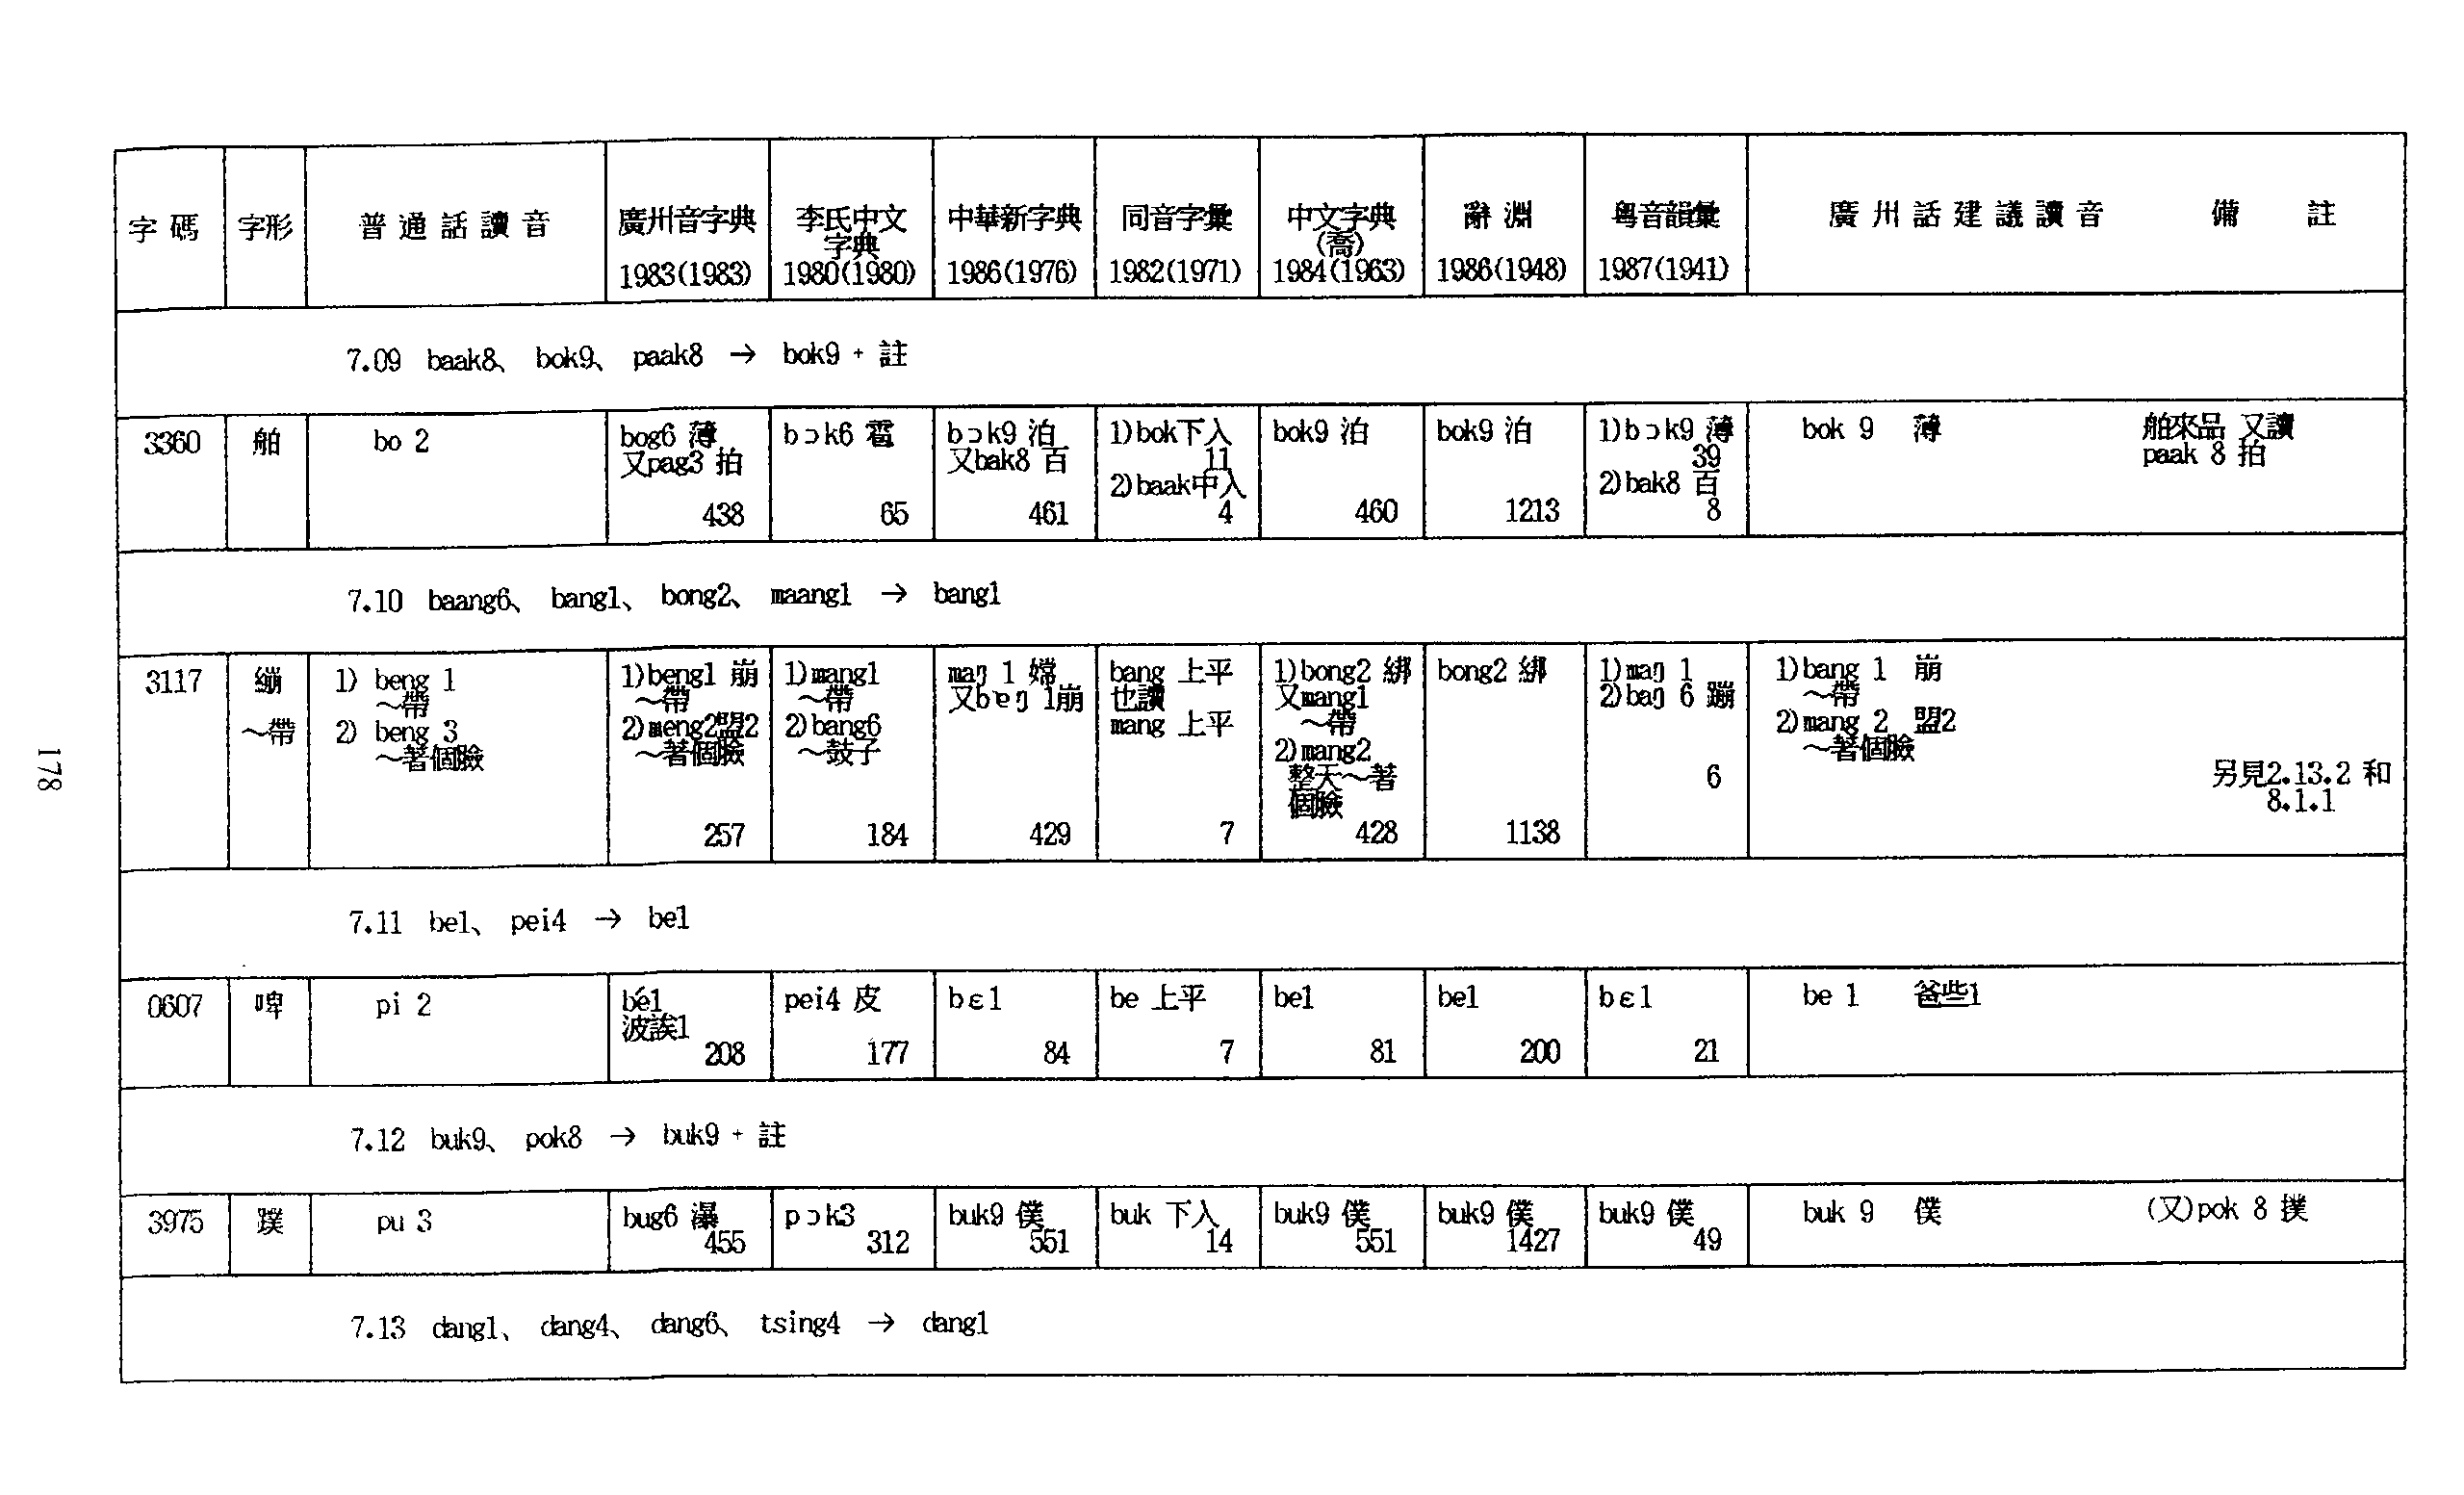 字碼 字形 普通話讀音 廣州音字典 1983(1983) 李氏中文字典 1980(1980) 中華新字典 1986(1976) 同音字彙 1982(1971) 中文字典(喬) 1984(1963) 辭淵 1986(1948) 粵音韻彙 1987(1941) 廣州話建議讀音 備註
7.09 baak8、 bok9、 paak8 → bok9 + 註
3360 舶 bo 2
bog6 薄
又pag3 拍
438
bɔk6 雹
65
bɔk9 泊
又bak8 百
461
1)bok下入
11
2)baak中入
4
bok9 泊
460
bok9 泊
1213
1)bɔk9 薄
39
2)bak8 百
8
bok 9 薄
舶來品 又讀
paak 8 拍
7.10 baang6、 bang1、 bong2、 maang1 → bang1
3117 繃
～帶
1) beng 1
～帶
2) beng 3
～著個臉
1)beng1 崩
～帶
2)meng2盟2
～著個臉
257
1)mang1
～帶
2)bang6
～鼓子
184
maŋ 1 嫦
又bɐŋ 1崩
429
bang 上平
也讀
mang 上平
7
1)bong2 綁
又mang1
～帶
2)mang2
整天～著
個臉
428
bong2 綁
1138
1)maŋ 1
2)baŋ 6 蹦
6
1)bang 1 崩
～帶
2)mang 2 盟2
～著個臉
另見2.13.2 和
8.1.1
7.11 be1、 pei4 → be1
0607 啤 pi 2
bé1
波誒1
208
pei4 皮
177
bɛ1
84
be 上平
7
be1
81
be1
200
bɛ1
21
be 1 爸些1
7.12 buk9、 pok8 → buk9 + 註
3975 蹼 pu 3
bug6 瀑
455
pɔk3
312
buk9 僕
551
buk 下入
14
buk9 僕
551
buk9 僕
1427
buk9 僕
49
buk 9 僕
(又)pok 8 撲
7.13 dang1、 dang4、 dang6、 tsing4 → dang1
178